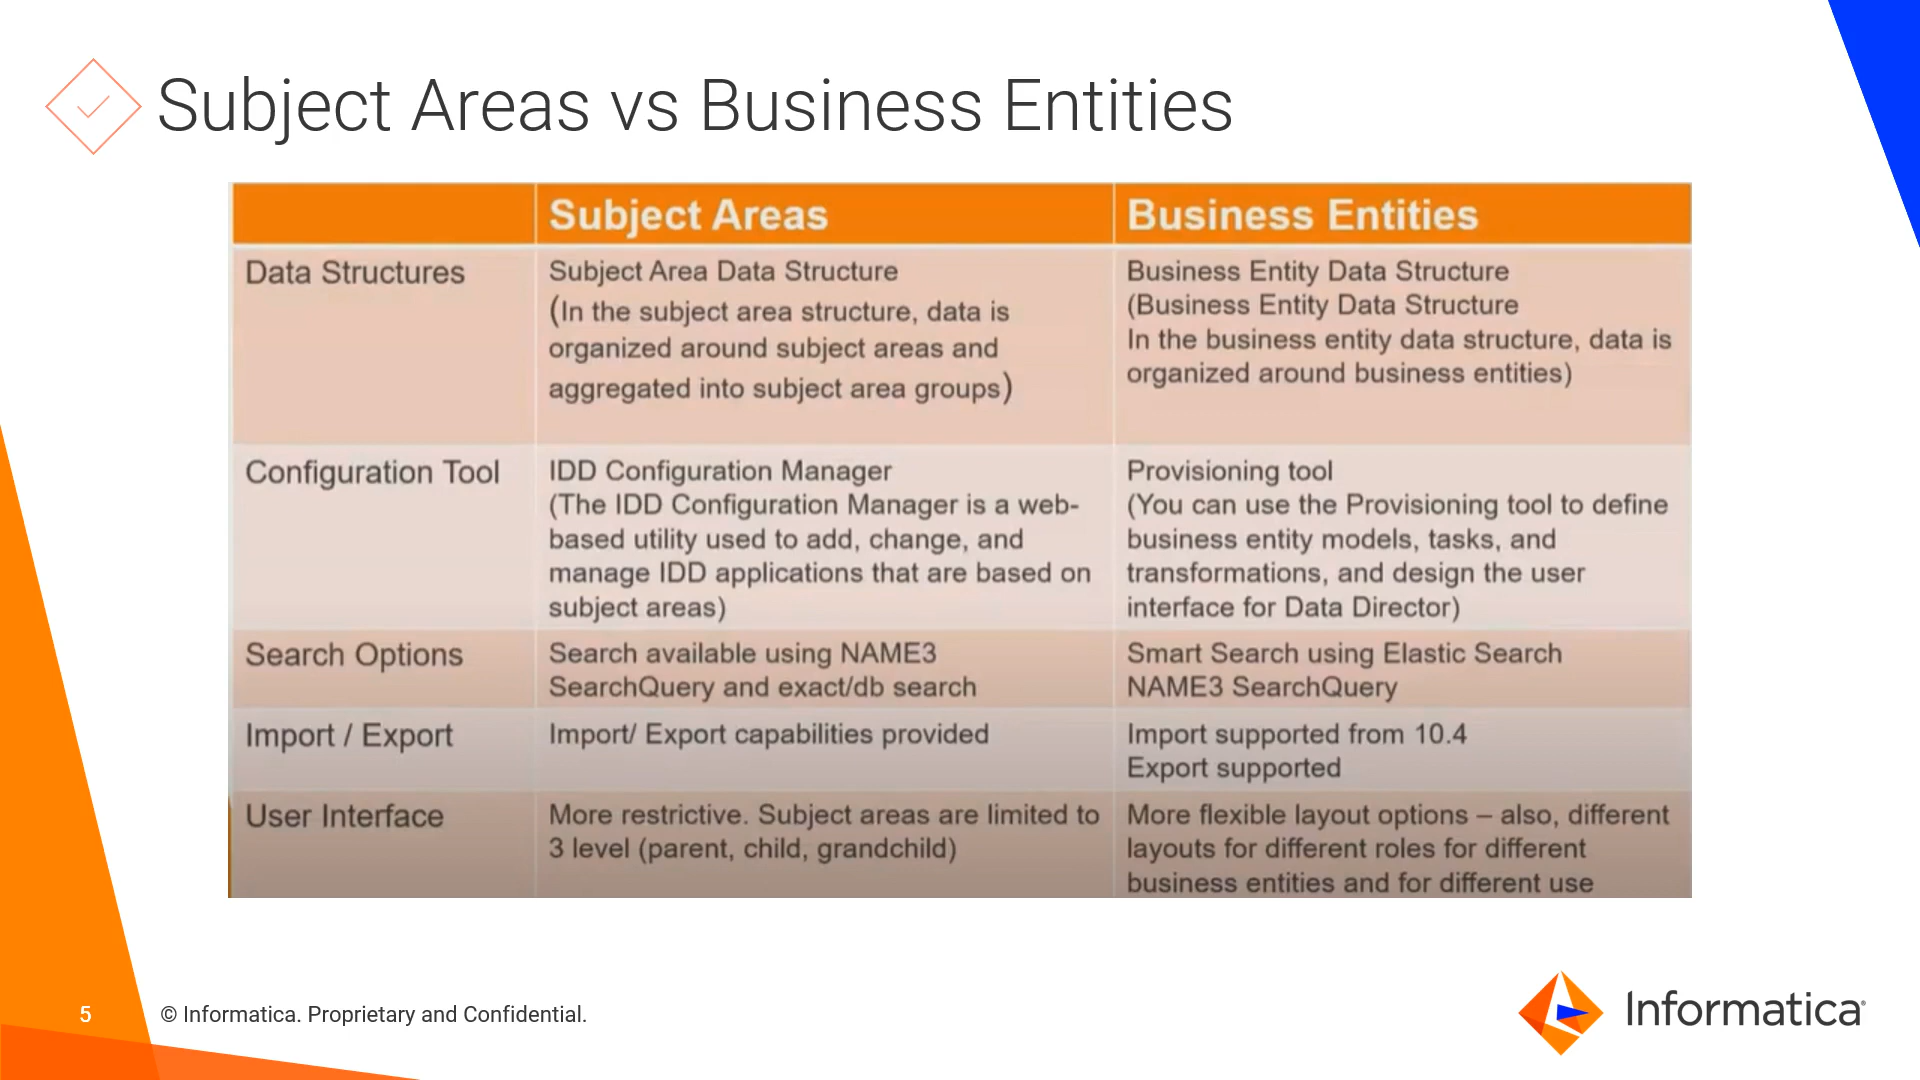 Subject Areas vs Business Entities
Subject Areas
Business Entities
Data Structures
Subject Area Data Structure
(In the subject area structure, data is
organized around subject areas and
aggregated into subject area groups)
Business Entity Data Structure
(Business Entity Data Structure
In the business entity data structure, data is
organized around business entities)
Configuration Tool
IDD Configuration Manager
(The IDD Configuration Manager is a web-
based utility used to add, change, and
manage IDD applications that are based on
subject areas)
Provisioning tool
(You can use the Provisioning tool to define
business entity models, tasks, and
transformations, and design the user
interface for Data Director)
Search Options
Search available using NAME3
SearchQuery and exact/db search
Smart Search using Elastic Search
NAME3 SearchQuery
Import / Export
Import/ Export capabilities provided
Import supported from 10.4
Export supported
User Interface
More restrictive. Subject areas are limited to
3 level (parent, child, grandchild)
More flexible layout options – also, different
layouts for different roles for different
business entities and for different use
5
© Informatica. Proprietary and Confidential.
Informatica®